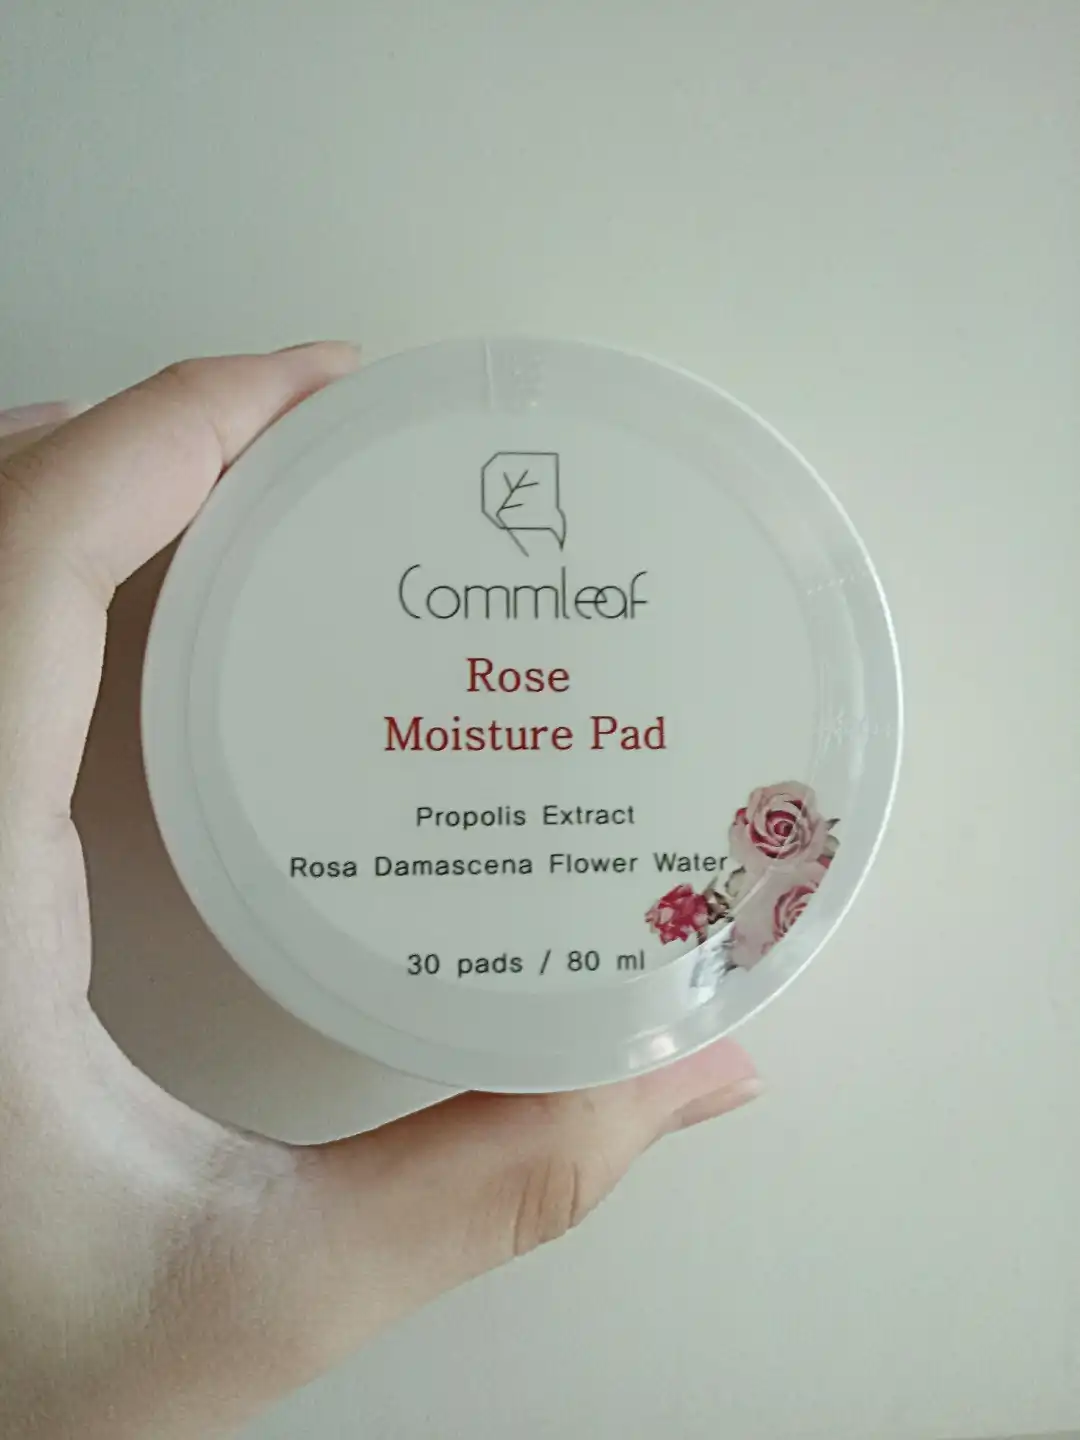 Commleaf
Rose
Moisture Pad
Propolis Extract
Rosa Damascena Flower Water
30 pads / 80 ml